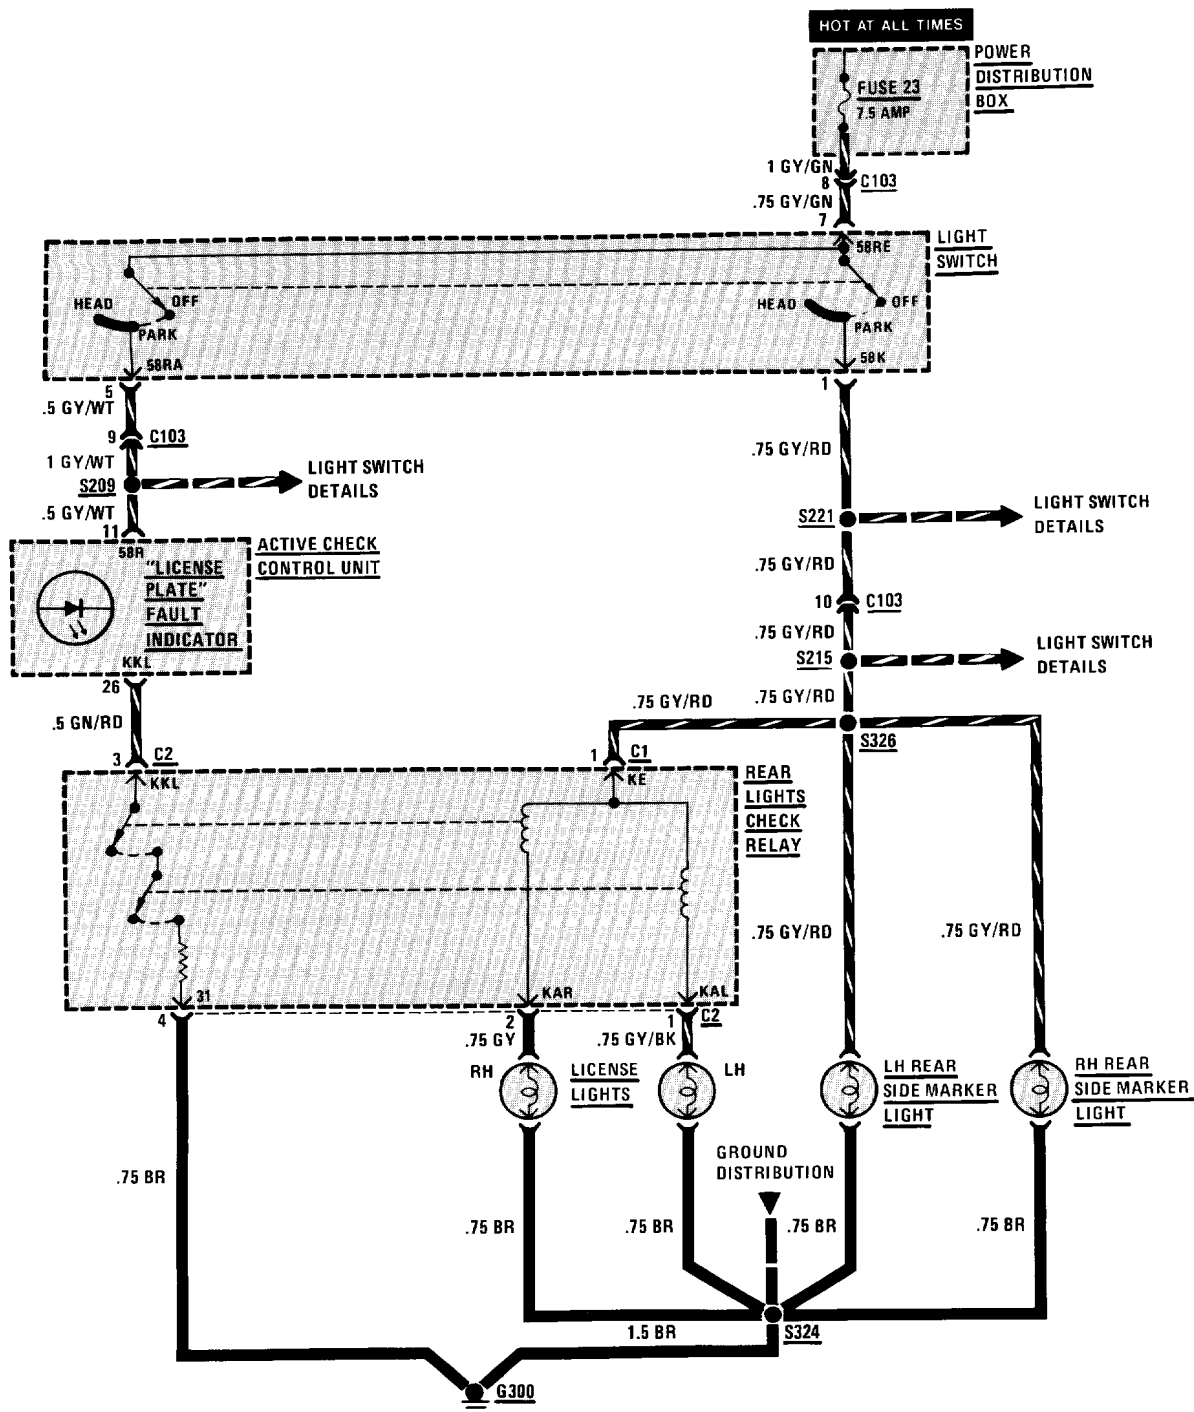 HOT AT ALL TIMES
POWER
DISTRIBUTION
BOX
FUSE 23
7.5 AMP
1 GY/GN
8
C103
.75 GY/GN
7
58RE
LIGHT
SWITCH
HEAD
OFF
PARK
58RA
HEAD
OFF
PARK
58K
5
.5 GY/WT
9
C103
1 GY/WT
S209
LIGHT SWITCH
DETAILS
.5 GY/WT
11
1
.75 GY/RD
S221
LIGHT SWITCH
DETAILS
.75 GY/RD
10
C103
.75 GY/RD
S215
LIGHT SWITCH
DETAILS
.75 GY/RD
58R
"LICENSE
PLATE"
FAULT
INDICATOR
KKL
ACTIVE CHECK
CONTROL UNIT
26
.5 GN/RD
3
C2
.75 GY/RD
S326
1
C1
KKL
KE
REAR
LIGHTS
CHECK
RELAY
.75 GY/RD
.75 GY/RD
31
KAR
KAL
4
2
1
C2
.75 GY
.75 GY/BK
RH
LICENSE
LIGHTS
LH
LH REAR
SIDE MARKER
LIGHT
RH REAR
SIDE MARKER
LIGHT
GROUND
DISTRIBUTION
.75 BR
.75 BR
.75 BR
.75 BR
.75 BR
1.5 BR
S324
G300